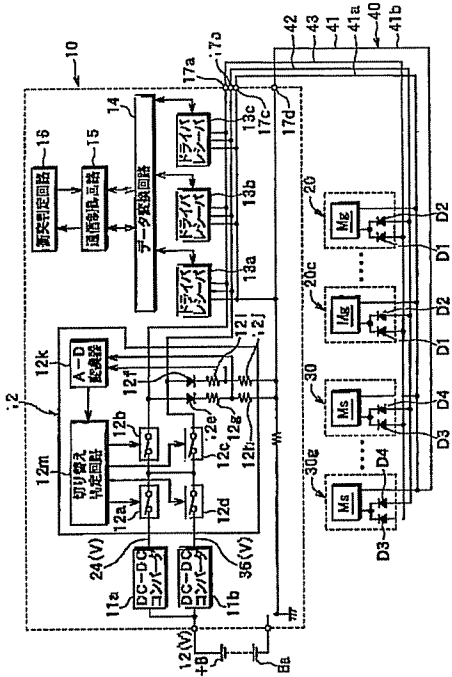 10
16
衝突判定回路
15
通信制御回路
14
データ変換回路
ドライバ
レシーバ
13a
ドライバ
レシーバ
13b
ドライバ
レシーバ
13c
17a
17b
17c
17d
42
43
41
41a
40
41b
12
12k
A-D
変換器
12m
切り替え
判定回路
12a
12b
12c
12d
12e
12f
12g
12h
12i
12j
24(V)
36(V)
11a
DC-DC
コンバータ
11b
DC-DC
コンバータ
12(V)
+B
Ba
20
Mg
D1
D2
20c
Mg
D1
D2
30
Ms
D3
D4
30g
Ms
D3
D4